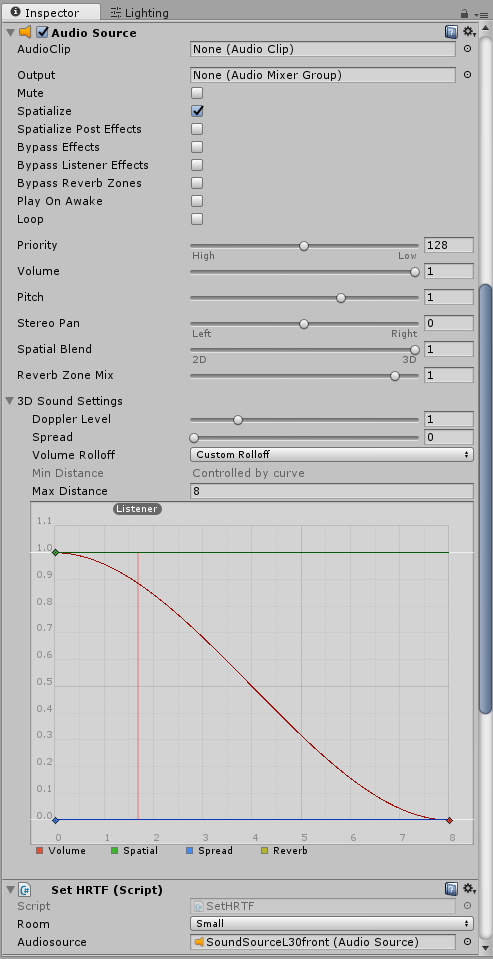 Inspector Lighting
Audio Source
AudioClip None (Audio Clip)
Output None (Audio Mixer Group)
Mute
Spatialize
Spatialize Post Effects
Bypass Effects
Bypass Listener Effects
Bypass Reverb Zones
Play On Awake
Loop
Priority 128
High Low
Volume 1
Pitch 1
Stereo Pan 0
Left Right
Spatial Blend 1
2D 3D
Reverb Zone Mix 1
3D Sound Settings
Doppler Level 1
Spread 0
Volume Rolloff Custom Rolloff
Min Distance Controlled by curve
Max Distance 8
Listener
1.1
1.0
0.9
0.8
0.7
0.6
0.5
0.4
0.3
0.2
0.1
0.0
0 1 2 3 4 5 6 7 8
Volume Spatial Spread Reverb
Set HRTF (Script)
Script SetHRTF
Room Small
Audiosource SoundSourceL30front (Audio Source)